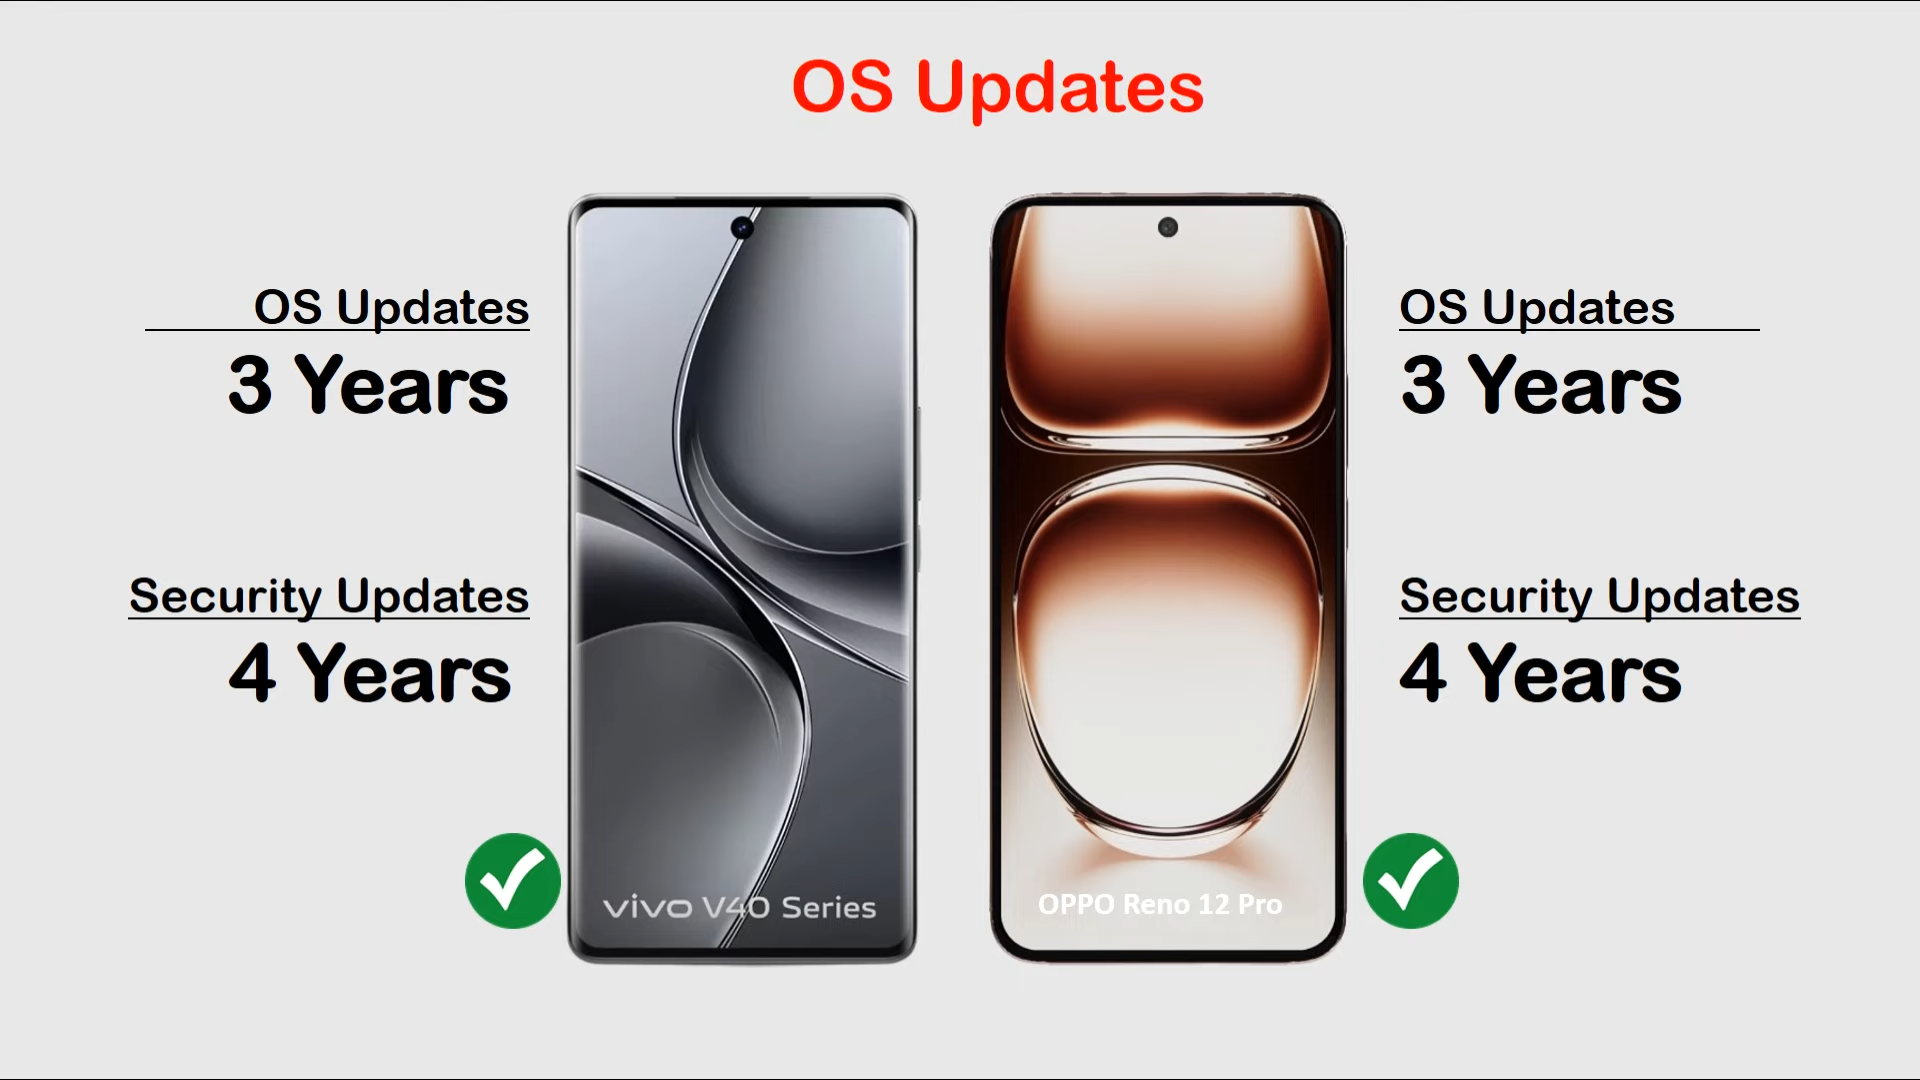 OS Updates
OS Updates
3 Years
Security Updates
4 Years
OS Updates
3 Years
Security Updates
4 Years
vivo V40 Series
OPPO Reno 12 Pro